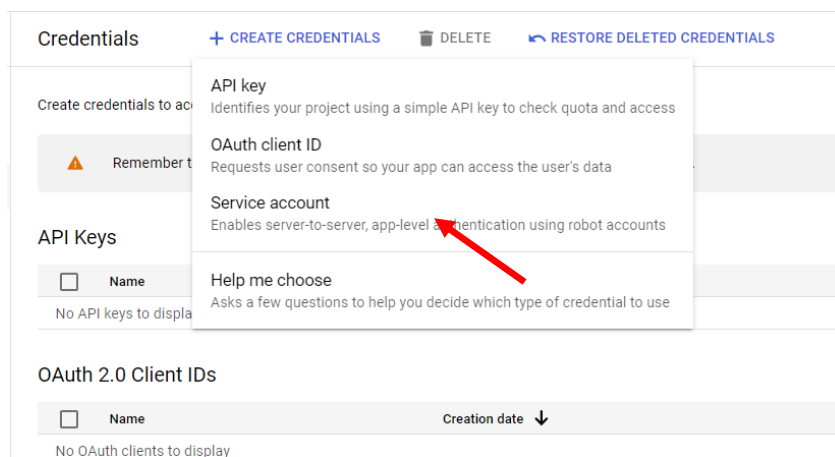 Credentials
CREATE CREDENTIALS
DELETE
RESTORE DELETED CREDENTIALS
API key
Identifies your project using a simple API key to check quota and access
OAuth client ID
Requests user consent so your app can access the user's data
Service account
Enables server-to-server, app-level authentication using robot accounts
Help me choose
Asks a few questions to help you decide which type of credential to use
Create credentials to ac
Remember t
API Keys
Name
No API keys to displa
OAuth 2.0 Client IDs
Name Creation date
No OAuth clients to display